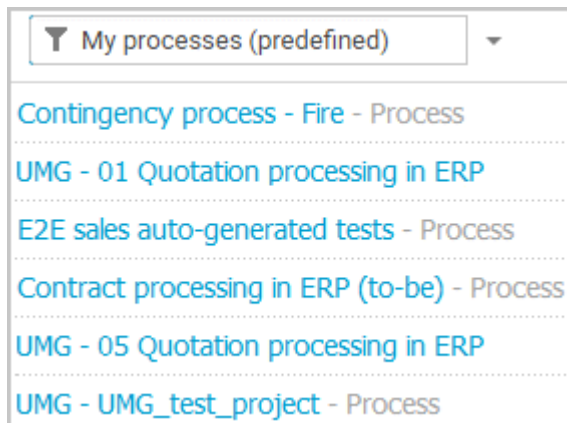 My processes (predefined)
Contingency process - Fire - Process
UMG - 01 Quotation processing in ERP
E2E sales auto-generated tests - Process
Contract processing in ERP (to-be) - Process
UMG - 05 Quotation processing in ERP
UMG - UMG_test_project - Process